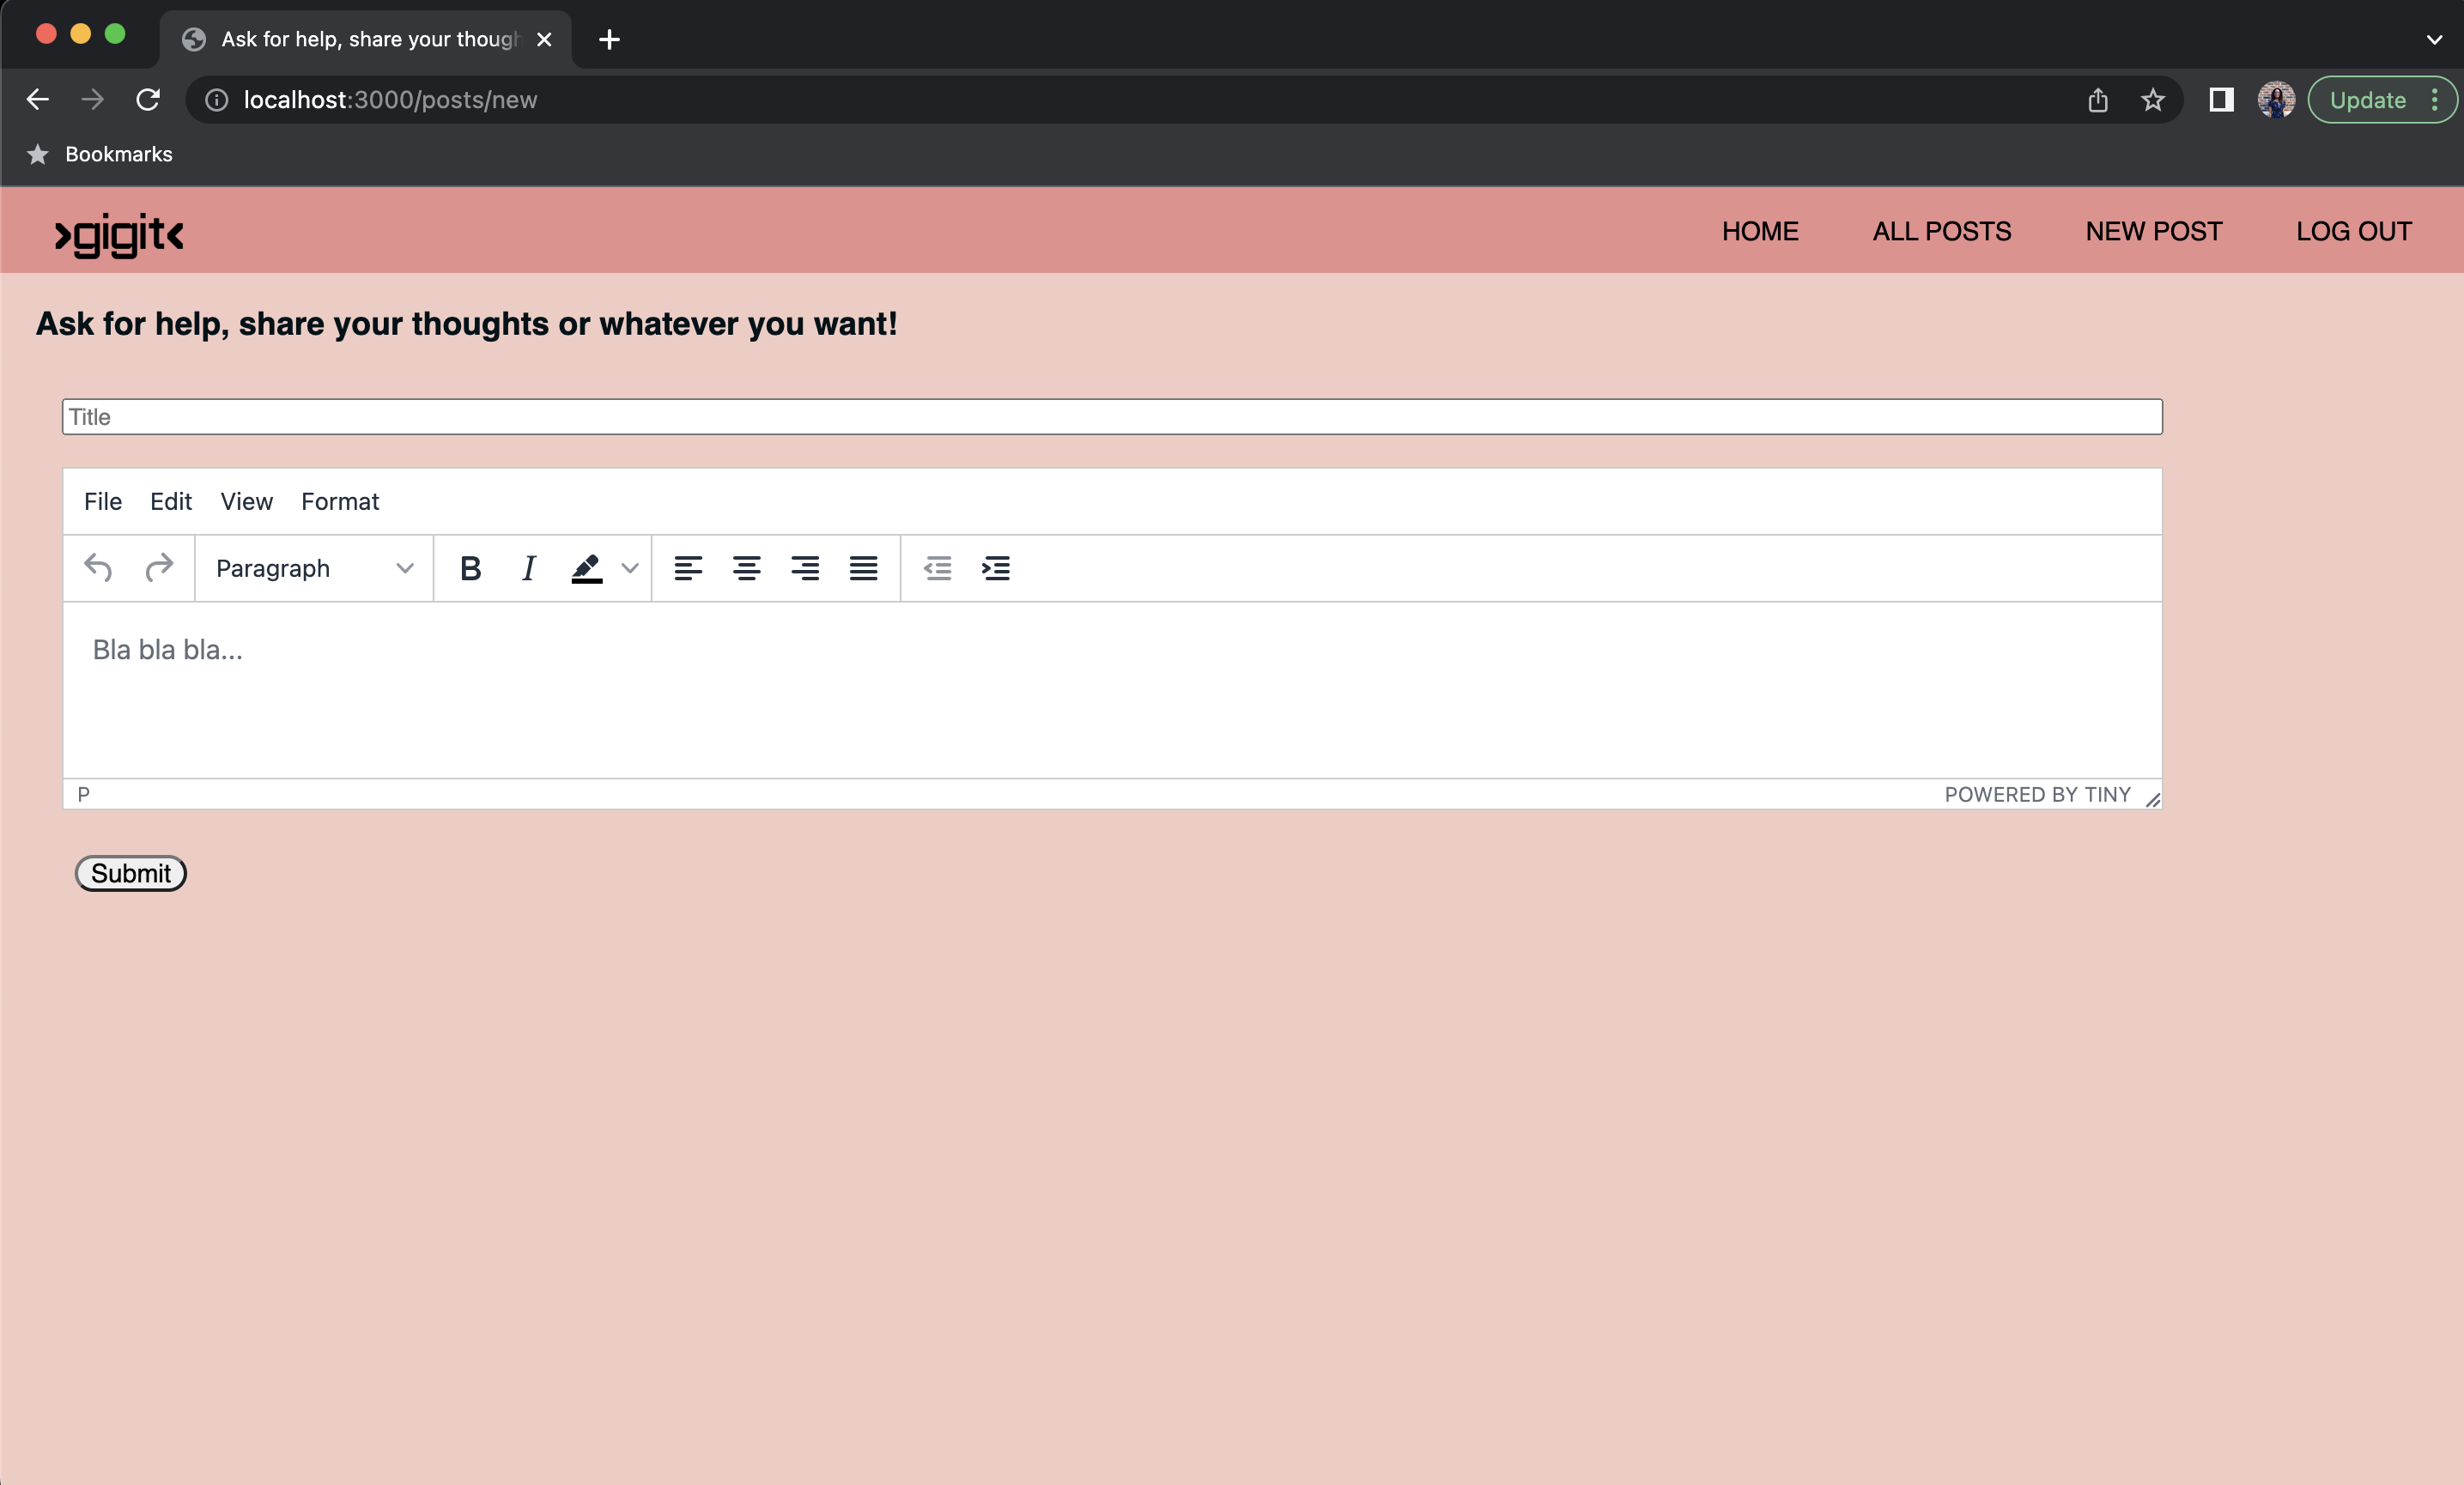 Ask for help, share your though
localhost:3000/posts/new
Update
Bookmarks
>gigit<
HOME ALL POSTS NEW POST LOG OUT
Ask for help, share your thoughts or whatever you want!
Title
File Edit View Format
Paragraph B I
Bla bla bla...
P POWERED BY TINY
Submit